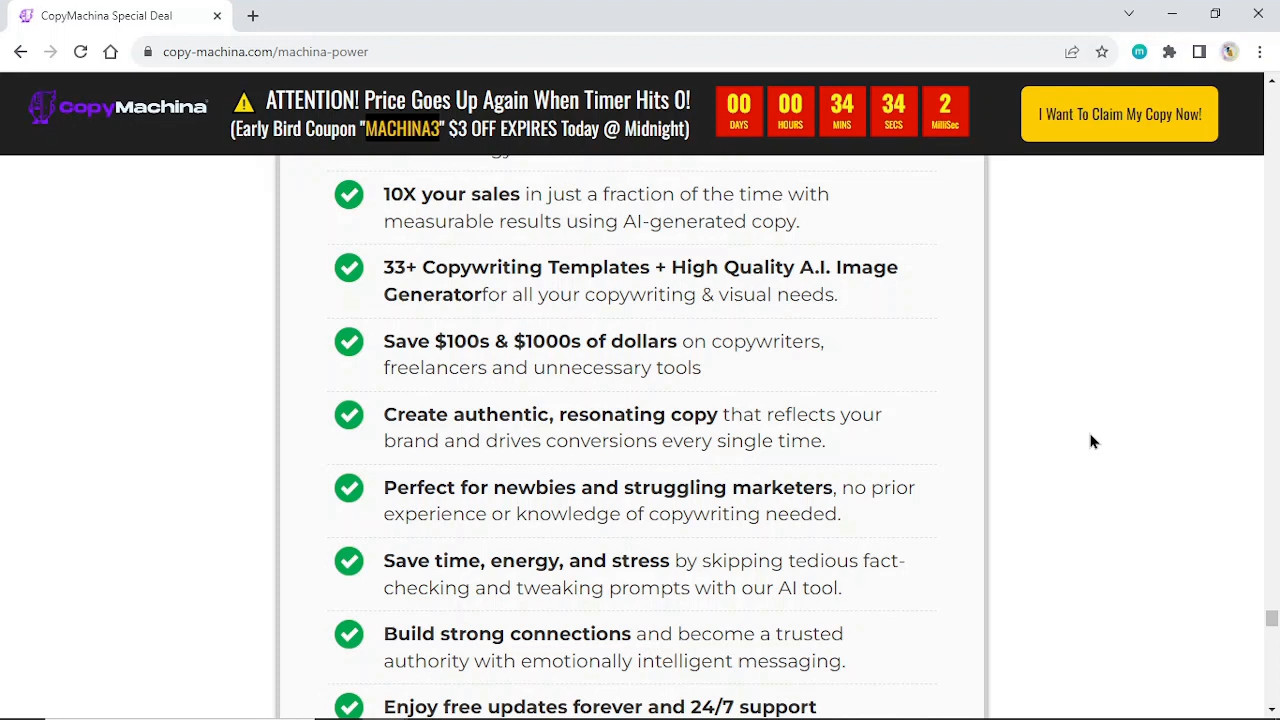 CopyMachina Special Deal
copy-machina.com/machina-power
m
CopyMachina
ATTENTION! Price Goes Up Again When Timer Hits 0!
(Early Bird Coupon "MACHINA3" $3 OFF EXPIRES Today @ Midnight)
00 00 34 34 2
DAYS HOURS MINS SECS MilliSec
I Want To Claim My Copy Now!
10X your sales in just a fraction of the time with
measurable results using AI-generated copy.
33+ Copywriting Templates + High Quality A.I. Image
Generatorfor all your copywriting & visual needs.
Save $100s & $1000s of dollars on copywriters,
freelancers and unnecessary tools
Create authentic, resonating copy that reflects your
brand and drives conversions every single time.
Perfect for newbies and struggling marketers, no prior
experience or knowledge of copywriting needed.
Save time, energy, and stress by skipping tedious fact-
checking and tweaking prompts with our AI tool.
Build strong connections and become a trusted
authority with emotionally intelligent messaging.
Enjoy free updates forever and 24/7 support